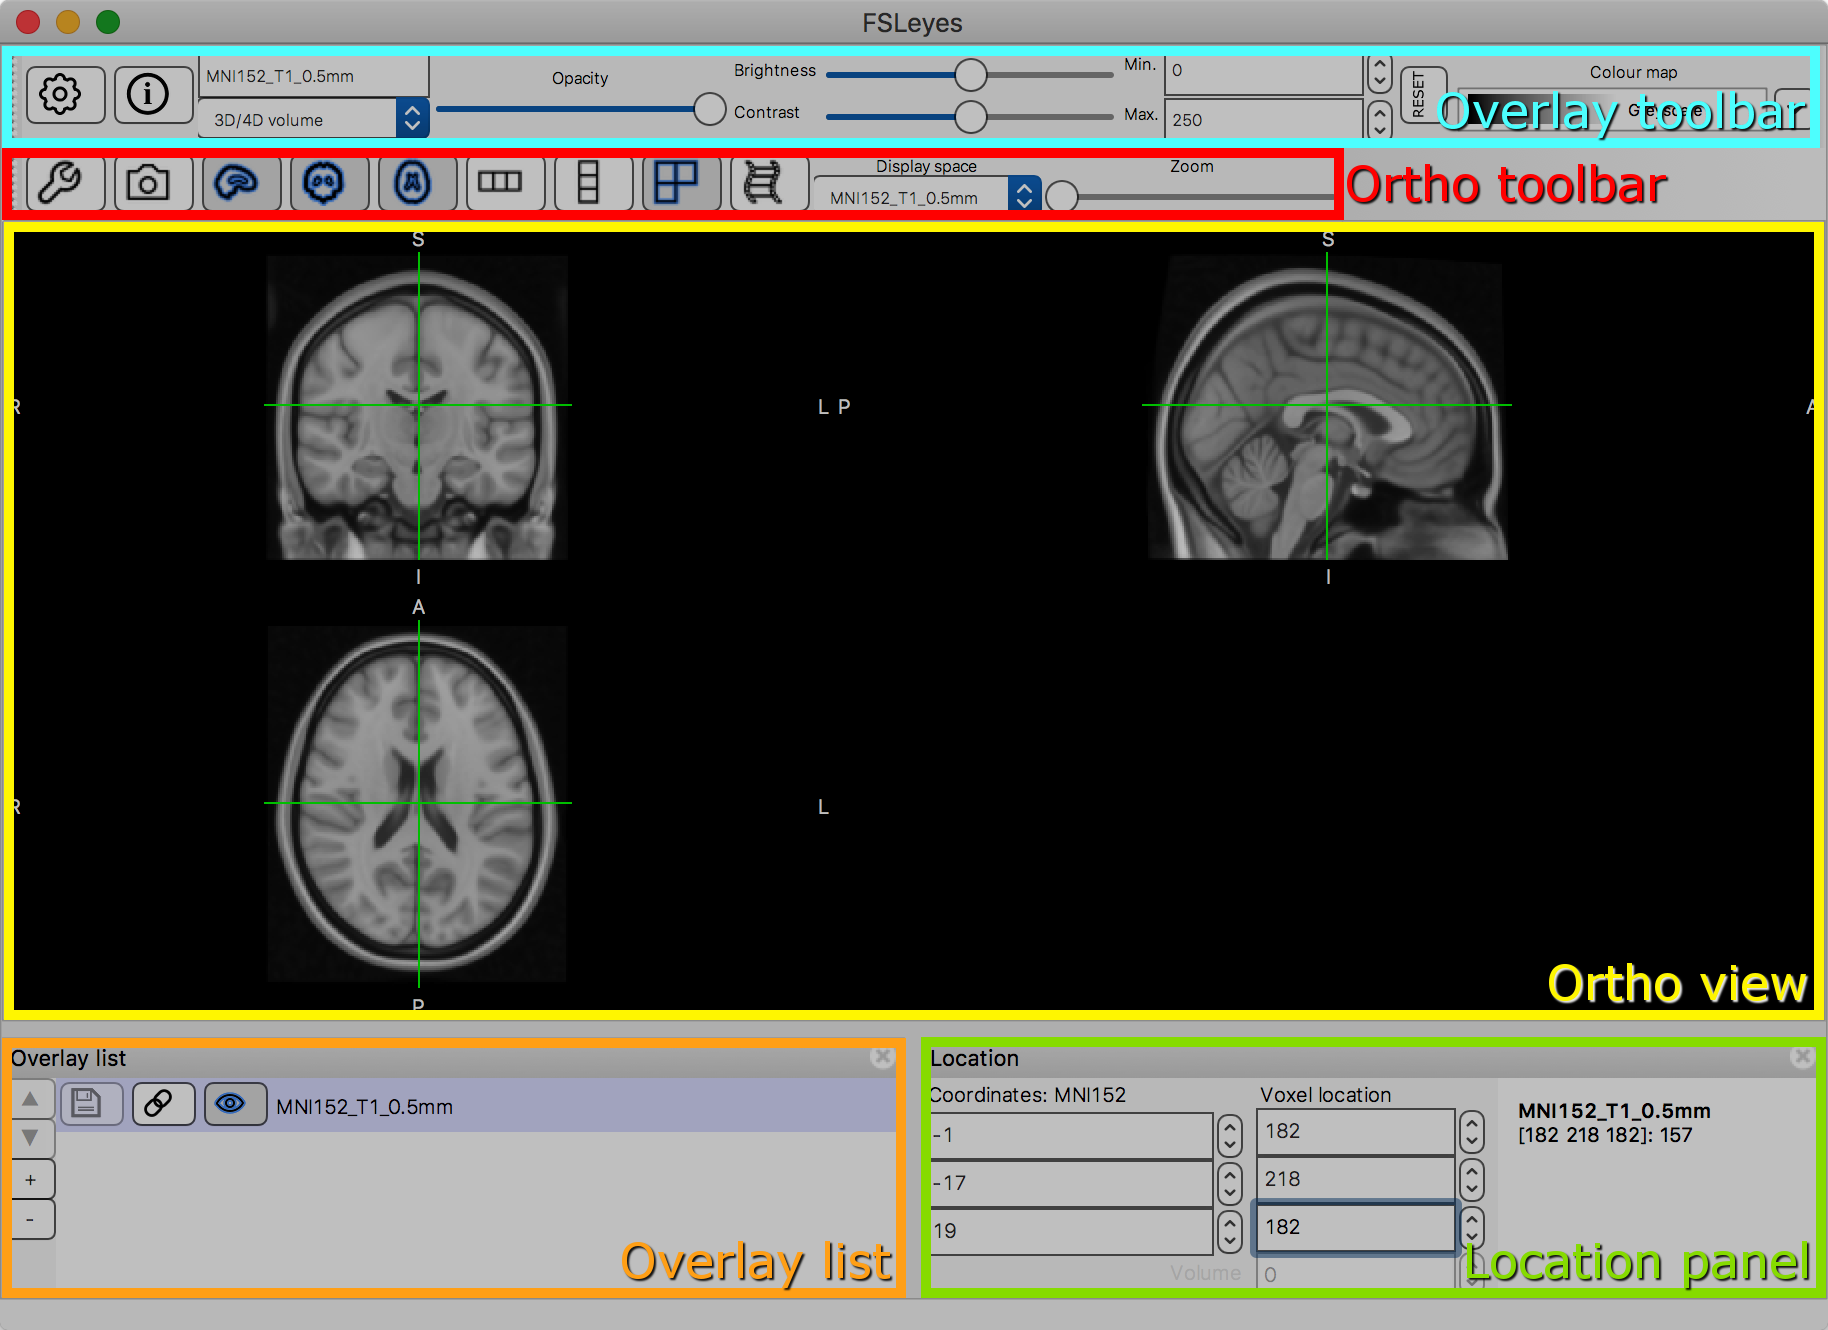 FSLeyes
MNI152_T1_0.5mm
3D/4D volume
Opacity
Brightness
Contrast
Min.
0
Max.
250
RESET
Colour map
Greyscale
Overlay toolbar
Display space
MNI152_T1_0.5mm
Zoom
Ortho toolbar
S
S
R
L P
A
I
I
A
R
L
P
Ortho view
Overlay list
MNI152_T1_0.5mm
+
-
Overlay list
Location
Coordinates: MNI152
Voxel location
-1
182
-17
218
19
182
Volume
0
MNI152_T1_0.5mm
[182 218 182]: 157
Location panel